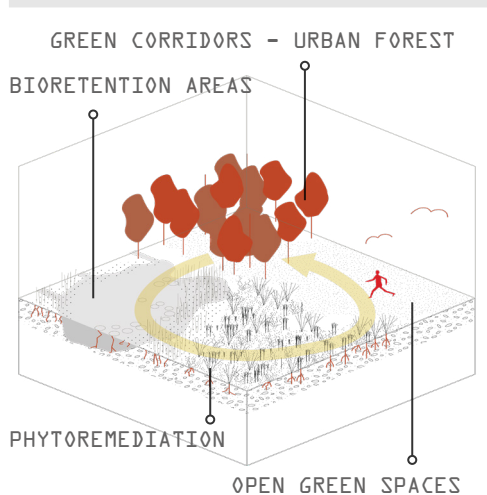 GREEN CORRIDORS - URBAN FOREST
BIORETENTION AREAS
PHYTOREMEDIATION
OPEN GREEN SPACES